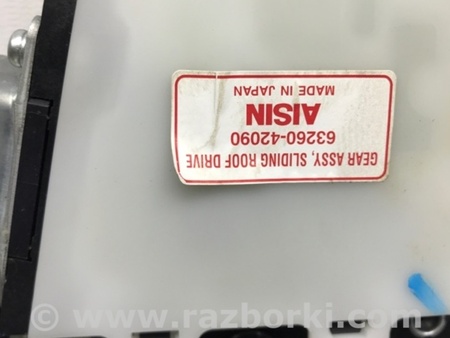 GEAR ASSY, SLIDING ROOF DRIVE
63260-42090
AISIN
MADE IN JAPAN
© www.razborki.com